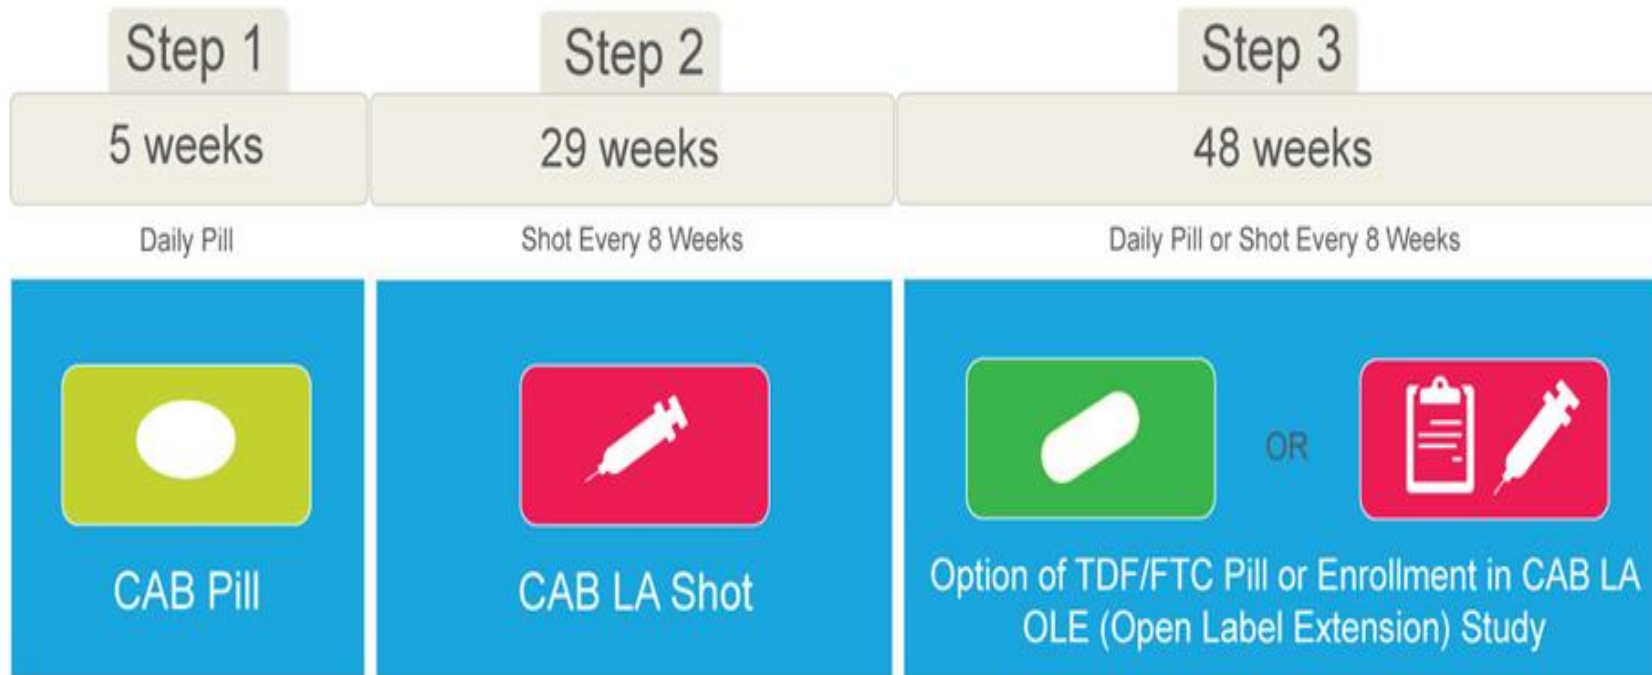 Step 1
Step 2
Step 3
5 weeks
29 weeks
48 weeks
Daily Pill
Shot Every 8 Weeks
Daily Pill or Shot Every 8 Weeks
OR
CAB Pill
CAB LA Shot
Option of TDF/FTC Pill or Enrollment in CAB LA
OLE (Open Label Extension) Study